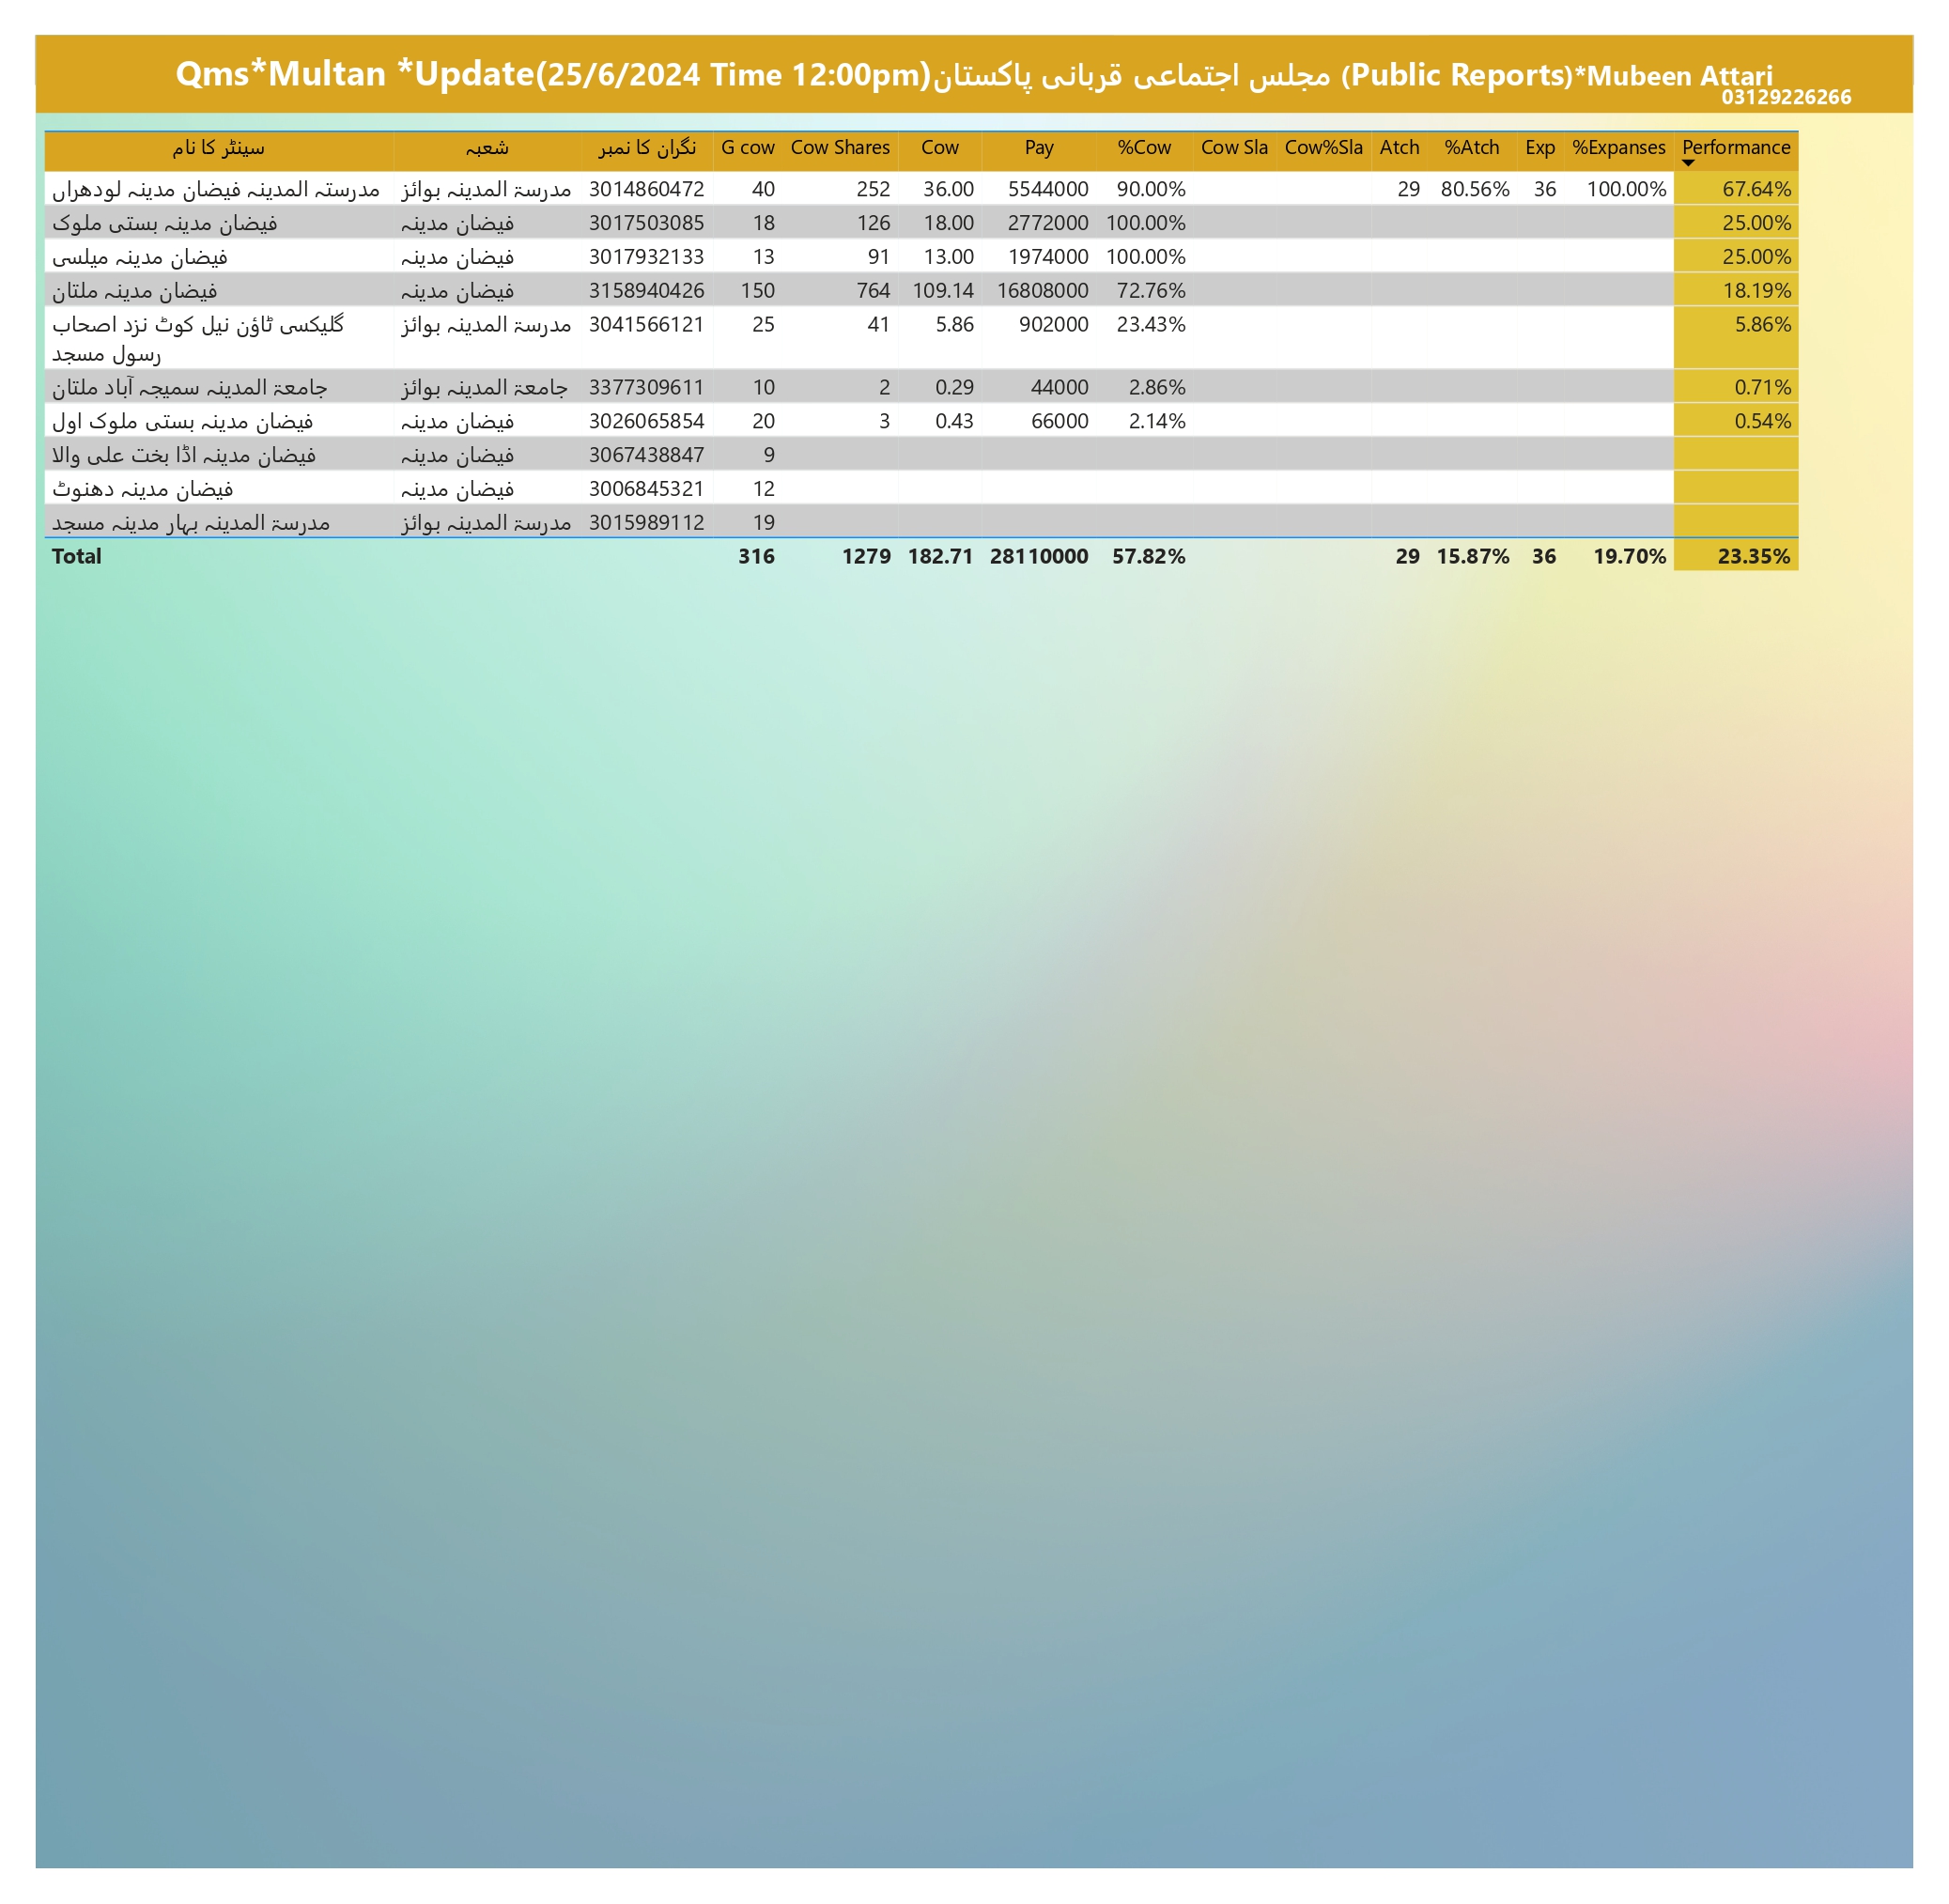 Qms*Multan *Update(25/6/2024 Time 12:00pm)مجلس اجتماعی قربانی پاکستان (Public Reports)*Mubeen Attari
03129226266
سینٹر کا نام شعبہ نگران کا نمبر G cow Cow Shares Cow Pay %Cow Cow Sla Cow%Sla Atch %Atch Exp %Expanses Performance
مدرستہ المدینہ فیضان مدینہ لودھراں مدرسۃ المدینہ بوائز 3014860472 40 252 36.00 5544000 90.00% 29 80.56% 36 100.00% 67.64%
فیضان مدینہ بستی ملوک فیضان مدینہ 3017503085 18 126 18.00 2772000 100.00% 25.00%
فیضان مدینہ میلسی فیضان مدینہ 3017932133 13 91 13.00 1974000 100.00% 25.00%
فیضان مدینہ ملتان فیضان مدینہ 3158940426 150 764 109.14 16808000 72.76% 18.19%
گلیکسی ٹاؤن نیل کوٹ نزد اصحاب مدرسۃ المدینہ بوائز 3041566121 25 41 5.86 902000 23.43% 5.86%
رسول مسجد
جامعۃ المدینہ سمیجہ آباد ملتان جامعۃ المدینہ بوائز 3377309611 10 2 0.29 44000 2.86% 0.71%
فیضان مدینہ بستی ملوک اول فیضان مدینہ 3026065854 20 3 0.43 66000 2.14% 0.54%
فیضان مدینہ اڈا بخت علی والا فیضان مدینہ 3067438847 9
فیضان مدینہ دھنوٹ فیضان مدینہ 3006845321 12
مدرسۃ المدینہ بہار مدینہ مسجد مدرسۃ المدینہ بوائز 3015989112 19
Total 316 1279 182.71 28110000 57.82% 29 15.87% 36 19.70% 23.35%